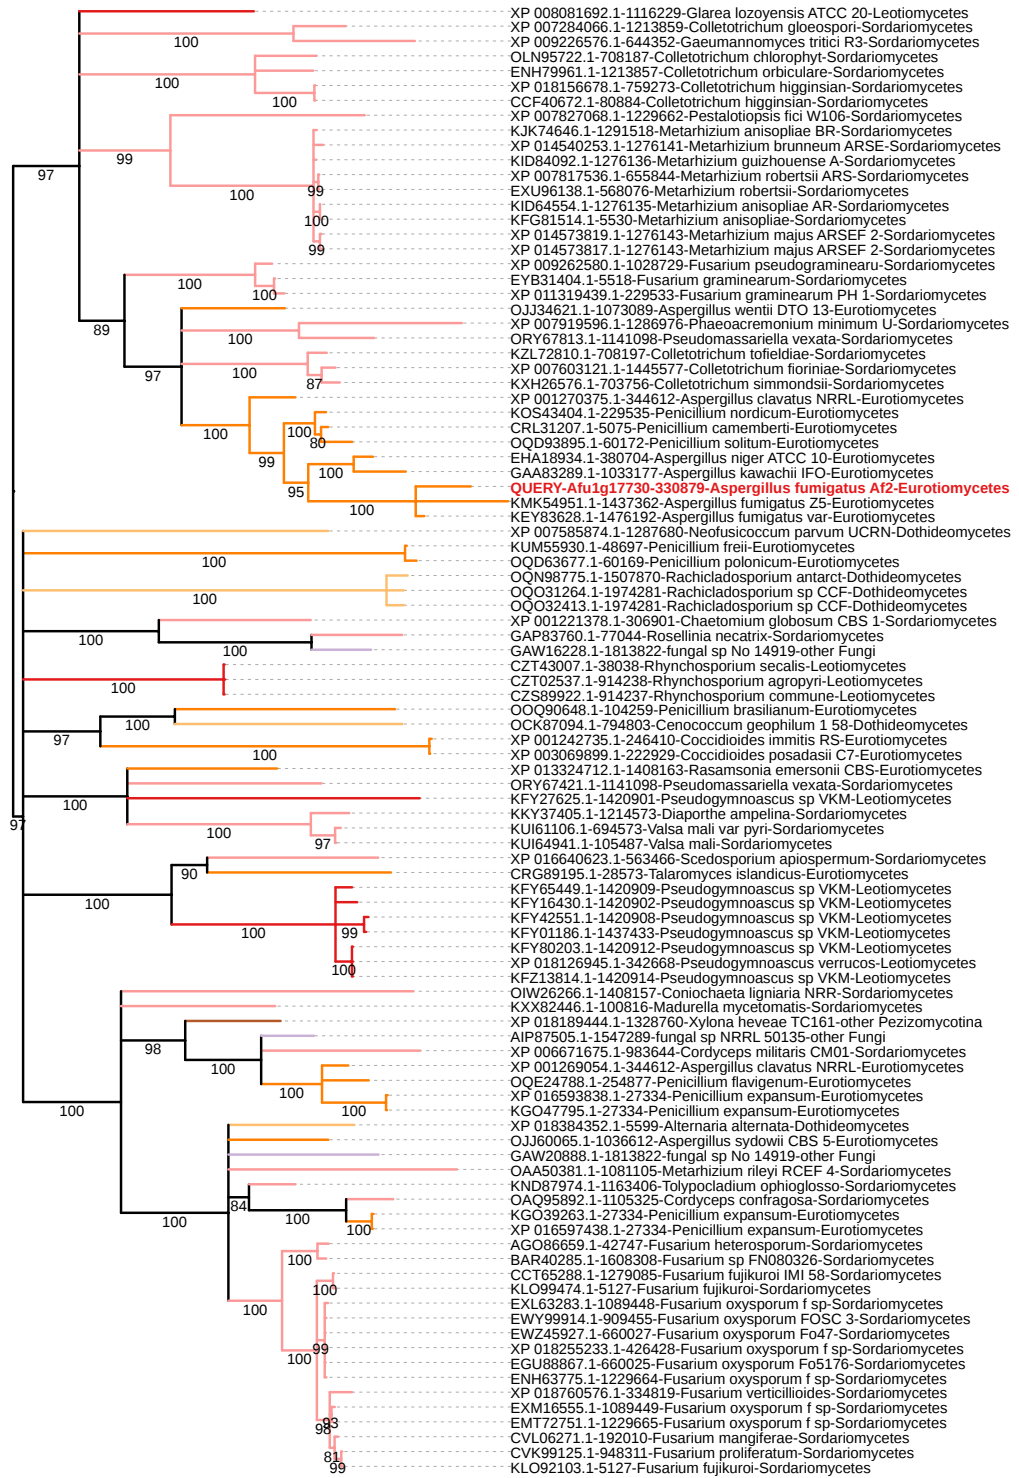 XP 008081692.1-1116229-Glarea lozoyensis ATCC 20-Leotiomycetes
XP 007284066.1-1213859-Colletotrichum gloeospori-Sordariomycetes
100
XP 009226576.1-644352-Gaeumannomyces tritici R3-Sordariomycetes
OLN95722.1-708187-Colletotrichum chlorophyt-Sordariomycetes
100
ENH79961.1-1213857-Colletotrichum orbiculare-Sordariomycetes
XP 018156678.1-759273-Colletotrichum higginsian-Sordariomycetes
100
CCF40672.1-80884-Colletotrichum higginsian-Sordariomycetes
XP 007827068.1-1229662-Pestalotiopsis fici W106-Sordariomycetes
KJK74646.1-1291518-Metarhizium anisopliae BR-Sordariomycetes
XP 014540253.1-1276141-Metarhizium brunneum ARSE-Sordariomycetes
99
KID84092.1-1276136-Metarhizium guizhouense A-Sordariomycetes
97
XP 007817536.1-655844-Metarhizium robertsii ARS-Sordariomycetes
100
99
EXU96138.1-568076-Metarhizium robertsii-Sordariomycetes
KID64554.1-1276135-Metarhizium anisopliae AR-Sordariomycetes
100
KFG81514.1-5530-Metarhizium anisopliae-Sordariomycetes
XP 014573819.1-1276143-Metarhizium majus ARSEF 2-Sordariomycetes
99
XP 014573817.1-1276143-Metarhizium majus ARSEF 2-Sordariomycetes
XP 009262580.1-1028729-Fusarium pseudograminearu-Sordariomycetes
100
EYB31404.1-5518-Fusarium graminearum-Sordariomycetes
100
XP 011319439.1-229533-Fusarium graminearum PH 1-Sordariomycetes
OJJ34621.1-1073089-Aspergillus wentii DTO 13-Eurotiomycetes
89
XP 007919596.1-1286976-Phaeoacremonium minimum U-Sordariomycetes
100
ORY67813.1-1141098-Pseudomassariella vexata-Sordariomycetes
KZL72810.1-708197-Colletotrichum tofieldiae-Sordariomycetes
97
100
XP 007603121.1-1445577-Colletotrichum fioriniae-Sordariomycetes
87
KXH26576.1-703756-Colletotrichum simmondsii-Sordariomycetes
XP 001270375.1-344612-Aspergillus clavatus NRRL-Eurotiomycetes
KOS43404.1-229535-Penicillium nordicum-Eurotiomycetes
100
100
CRL31207.1-5075-Penicillium camemberti-Eurotiomycetes
80
OQD93895.1-60172-Penicillium solitum-Eurotiomycetes
99
EHA18934.1-380704-Aspergillus niger ATCC 10-Eurotiomycetes
100
GAA83289.1-1033177-Aspergillus kawachii IFO-Eurotiomycetes
QUERY-Afu1g17730-330879-Aspergillus fumigatus Af2-Eurotiomycetes
95
KMK54951.1-1437362-Aspergillus fumigatus Z5-Eurotiomycetes
100
KEY83628.1-1476192-Aspergillus fumigatus var-Eurotiomycetes
XP 007585874.1-1287680-Neofusicoccum parvum UCRN-Dothideomycetes
KUM55930.1-48697-Penicillium freii-Eurotiomycetes
100
OQD63677.1-60169-Penicillium polonicum-Eurotiomycetes
OQN98775.1-1507870-Rachicladosporium antarct-Dothideomycetes
100
OQO31264.1-1974281-Rachicladosporium sp CCF-Dothideomycetes
OQO32413.1-1974281-Rachicladosporium sp CCF-Dothideomycetes
XP 001221378.1-306901-Chaetomium globosum CBS 1-Sordariomycetes
100
GAP83760.1-77044-Rosellinia necatrix-Sordariomycetes
100
GAW16228.1-1813822-fungal sp No 14919-other Fungi
CZT43007.1-38038-Rhynchosporium secalis-Leotiomycetes
100
CZT02537.1-914238-Rhynchosporium agropyri-Leotiomycetes
CZS89922.1-914237-Rhynchosporium commune-Leotiomycetes
OOQ90648.1-104259-Penicillium brasilianum-Eurotiomycetes
100
OCK87094.1-794803-Cenococcum geophilum 1 58-Dothideomycetes
97
XP 001242735.1-246410-Coccidioides immitis RS-Eurotiomycetes
100
XP 003069899.1-222929-Coccidioides posadasii C7-Eurotiomycetes
XP 013324712.1-1408163-Rasamsonia emersonii CBS-Eurotiomycetes
ORY67421.1-1141098-Pseudomassariella vexata-Sordariomycetes
100
KFY27625.1-1420901-Pseudogymnoascus sp VKM-Leotiomycetes
KKY37405.1-1214573-Diaporthe ampelina-Sordariomycetes
97
100
KUI61106.1-694573-Valsa mali var pyri-Sordariomycetes
97
KUI64941.1-105487-Valsa mali-Sordariomycetes
XP 016640623.1-563466-Scedosporium apiospermum-Sordariomycetes
90
CRG89195.1-28573-Talaromyces islandicus-Eurotiomycetes
KFY65449.1-1420909-Pseudogymnoascus sp VKM-Leotiomycetes
100
KFY16430.1-1420902-Pseudogymnoascus sp VKM-Leotiomycetes
KFY42551.1-1420908-Pseudogymnoascus sp VKM-Leotiomycetes
100
99
KFY01186.1-1437433-Pseudogymnoascus sp VKM-Leotiomycetes
KFY80203.1-1420912-Pseudogymnoascus sp VKM-Leotiomycetes
XP 018126945.1-342668-Pseudogymnoascus verrucos-Leotiomycetes
100
KFZ13814.1-1420914-Pseudogymnoascus sp VKM-Leotiomycetes
OIW26266.1-1408157-Coniochaeta ligniaria NRR-Sordariomycetes
KXX82446.1-100816-Madurella mycetomatis-Sordariomycetes
XP 018189444.1-1328760-Xylona heveae TC161-other Pezizomycotina
AIP87505.1-1547289-fungal sp NRRL 50135-other Fungi
98
XP 006671675.1-983644-Cordyceps militaris CM01-Sordariomycetes
100
XP 001269054.1-344612-Aspergillus clavatus NRRL-Eurotiomycetes
OQE24788.1-254877-Penicillium flavigenum-Eurotiomycetes
100
XP 016593838.1-27334-Penicillium expansum-Eurotiomycetes
100
100
KGO47795.1-27334-Penicillium expansum-Eurotiomycetes
XP 018384352.1-5599-Alternaria alternata-Dothideomycetes
OJJ60065.1-1036612-Aspergillus sydowii CBS 5-Eurotiomycetes
GAW20888.1-1813822-fungal sp No 14919-other Fungi
OAA50381.1-1081105-Metarhizium rileyi RCEF 4-Sordariomycetes
KND87974.1-1163406-Tolypocladium ophioglosso-Sordariomycetes
84
OAQ95892.1-1105325-Cordyceps confragosa-Sordariomycetes
100
100
KGO39263.1-27334-Penicillium expansum-Eurotiomycetes
100
XP 016597438.1-27334-Penicillium expansum-Eurotiomycetes
AGO86659.1-42747-Fusarium heterosporum-Sordariomycetes
100
BAR40285.1-1608308-Fusarium sp FN080326-Sordariomycetes
CCT65288.1-1279085-Fusarium fujikuroi IMI 58-Sordariomycetes
100
KLO99474.1-5127-Fusarium fujikuroi-Sordariomycetes
100
EXL63283.1-1089448-Fusarium oxysporum f sp-Sordariomycetes
EWY99914.1-909455-Fusarium oxysporum FOSC 3-Sordariomycetes
EWZ45927.1-660027-Fusarium oxysporum Fo47-Sordariomycetes
99
XP 018255233.1-426428-Fusarium oxysporum f sp-Sordariomycetes
100
EGU88867.1-660025-Fusarium oxysporum Fo5176-Sordariomycetes
ENH63775.1-1229664-Fusarium oxysporum f sp-Sordariomycetes
XP 018760576.1-334819-Fusarium verticillioides-Sordariomycetes
EXM16555.1-1089449-Fusarium oxysporum f sp-Sordariomycetes
93
98
EMT72751.1-1229665-Fusarium oxysporum f sp-Sordariomycetes
CVL06271.1-192010-Fusarium mangiferae-Sordariomycetes
81
CVK99125.1-948311-Fusarium proliferatum-Sordariomycetes
99
KLO92103.1-5127-Fusarium fujikuroi-Sordariomycetes